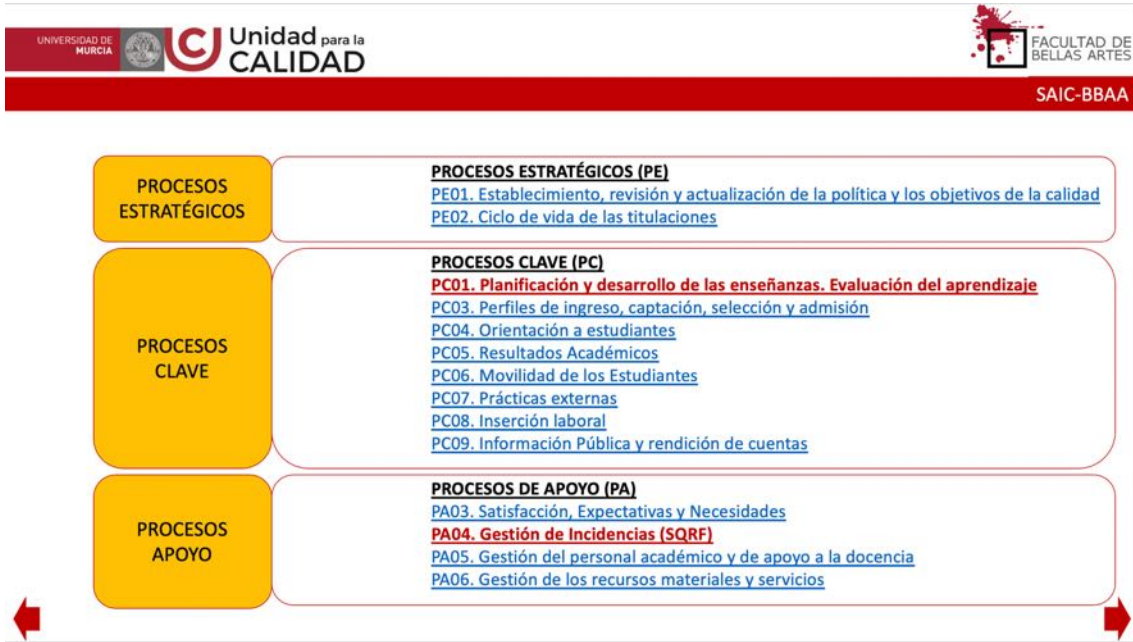 UNIVERSIDAD DE
MURCIA
Unidad para la
CALIDAD
FACULTAD DE
BELLAS ARTES
SAIC-BBAA
PROCESOS
ESTRATÉGICOS
PROCESOS ESTRATÉGICOS (PE)
PE01. Establecimiento, revisión y actualización de la política y los objetivos de la calidad
PE02. Ciclo de vida de las titulaciones
PROCESOS
CLAVE
PROCESOS CLAVE (PC)
PC01. Planificación y desarrollo de las enseñanzas. Evaluación del aprendizaje
PC03. Perfiles de ingreso, captación, selección y admisión
PC04. Orientación a estudiantes
PC05. Resultados Académicos
PC06. Movilidad de los Estudiantes
PC07. Prácticas externas
PC08. Inserción laboral
PC09. Información Pública y rendición de cuentas
PROCESOS
APOYO
PROCESOS DE APOYO (PA)
PA03. Satisfacción, Expectativas y Necesidades
PA04. Gestión de Incidencias (SQRF)
PA05. Gestión del personal académico y de apoyo a la docencia
PA06. Gestión de los recursos materiales y servicios